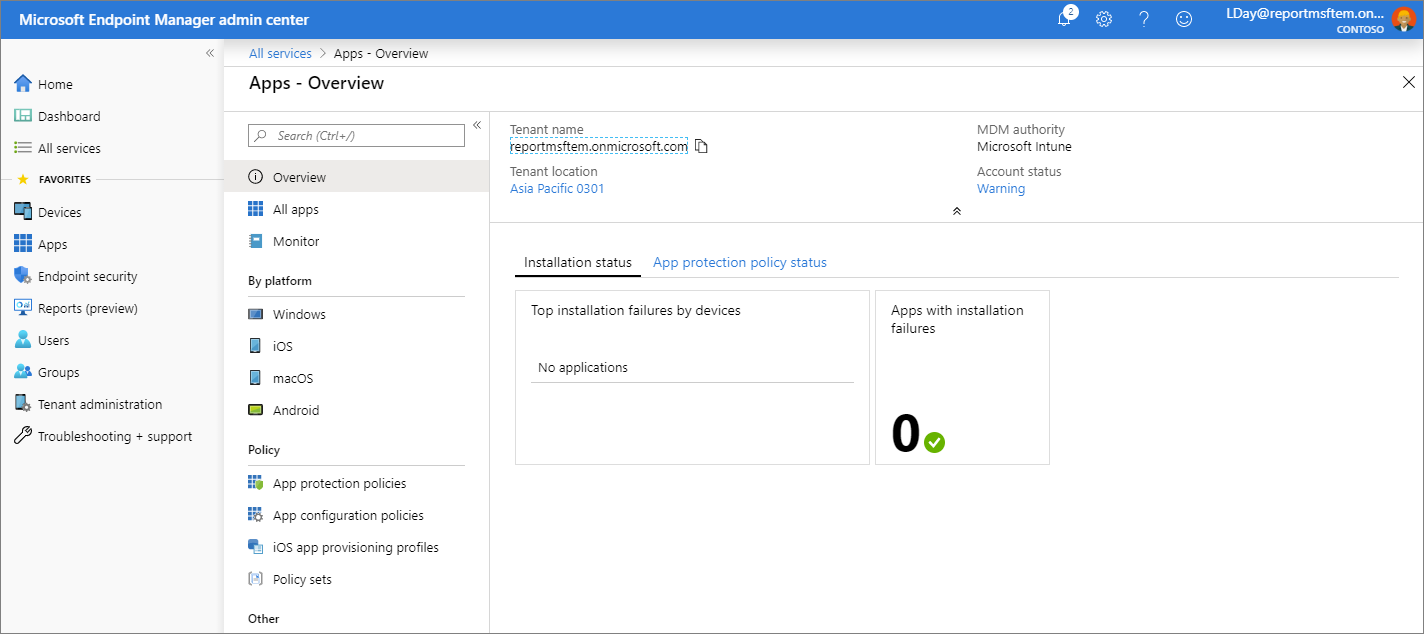 Microsoft Endpoint Manager admin center
2
LDay@reportmsftem.on...
CONTOSO
Home
Dashboard
All services
FAVORITES
Devices
Apps
Endpoint security
Reports (preview)
Users
Groups
Tenant administration
Troubleshooting + support
All services > Apps - Overview
Apps - Overview
Search (Ctrl+/)
Overview
All apps
Monitor
By platform
Windows
iOS
macOS
Android
Policy
App protection policies
App configuration policies
iOS app provisioning profiles
Policy sets
Other
Tenant name
reportmsftem.onmicrosoft.com
Tenant location
Asia Pacific 0301
MDM authority
Microsoft Intune
Account status
Warning
Installation status
App protection policy status
Top installation failures by devices
No applications
Apps with installation
failures
0